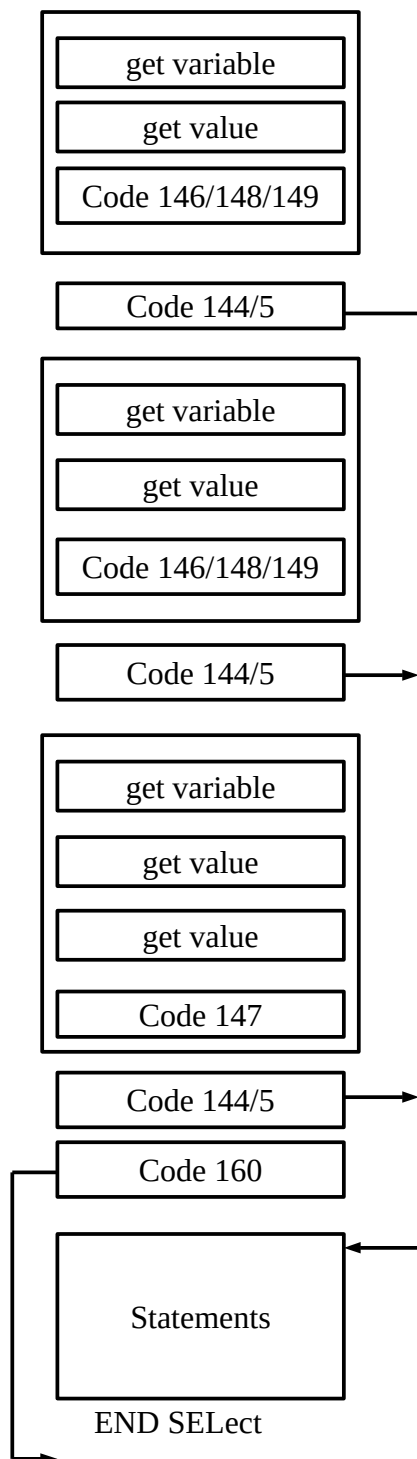 get variable
get value
Code 146/148/149
Code 144/5
get variable
get value
Code 146/148/149
Code 144/5
get variable
get value
get value
Code 147
Code 144/5
Code 160
Statements
END SELect